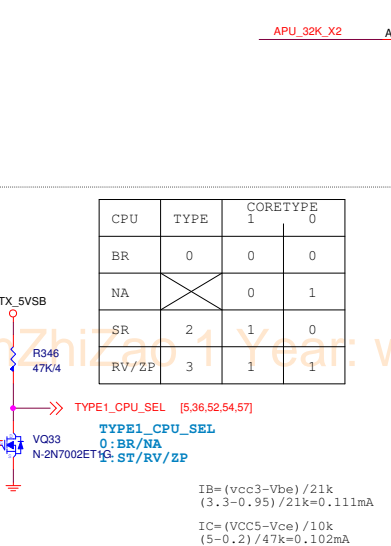 APU_32K_X2
A
CORETYPE
CPU TYPE 1 0
BR 0 0 0
NA 0 1
SR 2 1 0
RV/ZP 3 1 1
TX_5VSB
ZhiZao 1 Year: w
R346
47K/4
TYPE1_CPU_SEL [5,36,52,54,57]
TYPE1_CPU_SEL
0:BR/NA
1:ST/RV/ZP
VQ33
N-2N7002ET1G
IB=(vcc3-Vbe)/21k
(3.3-0.95)/21k=0.111mA
IC=(VCC5-Vce)/10k
(5-0.2)/47k=0.102mA